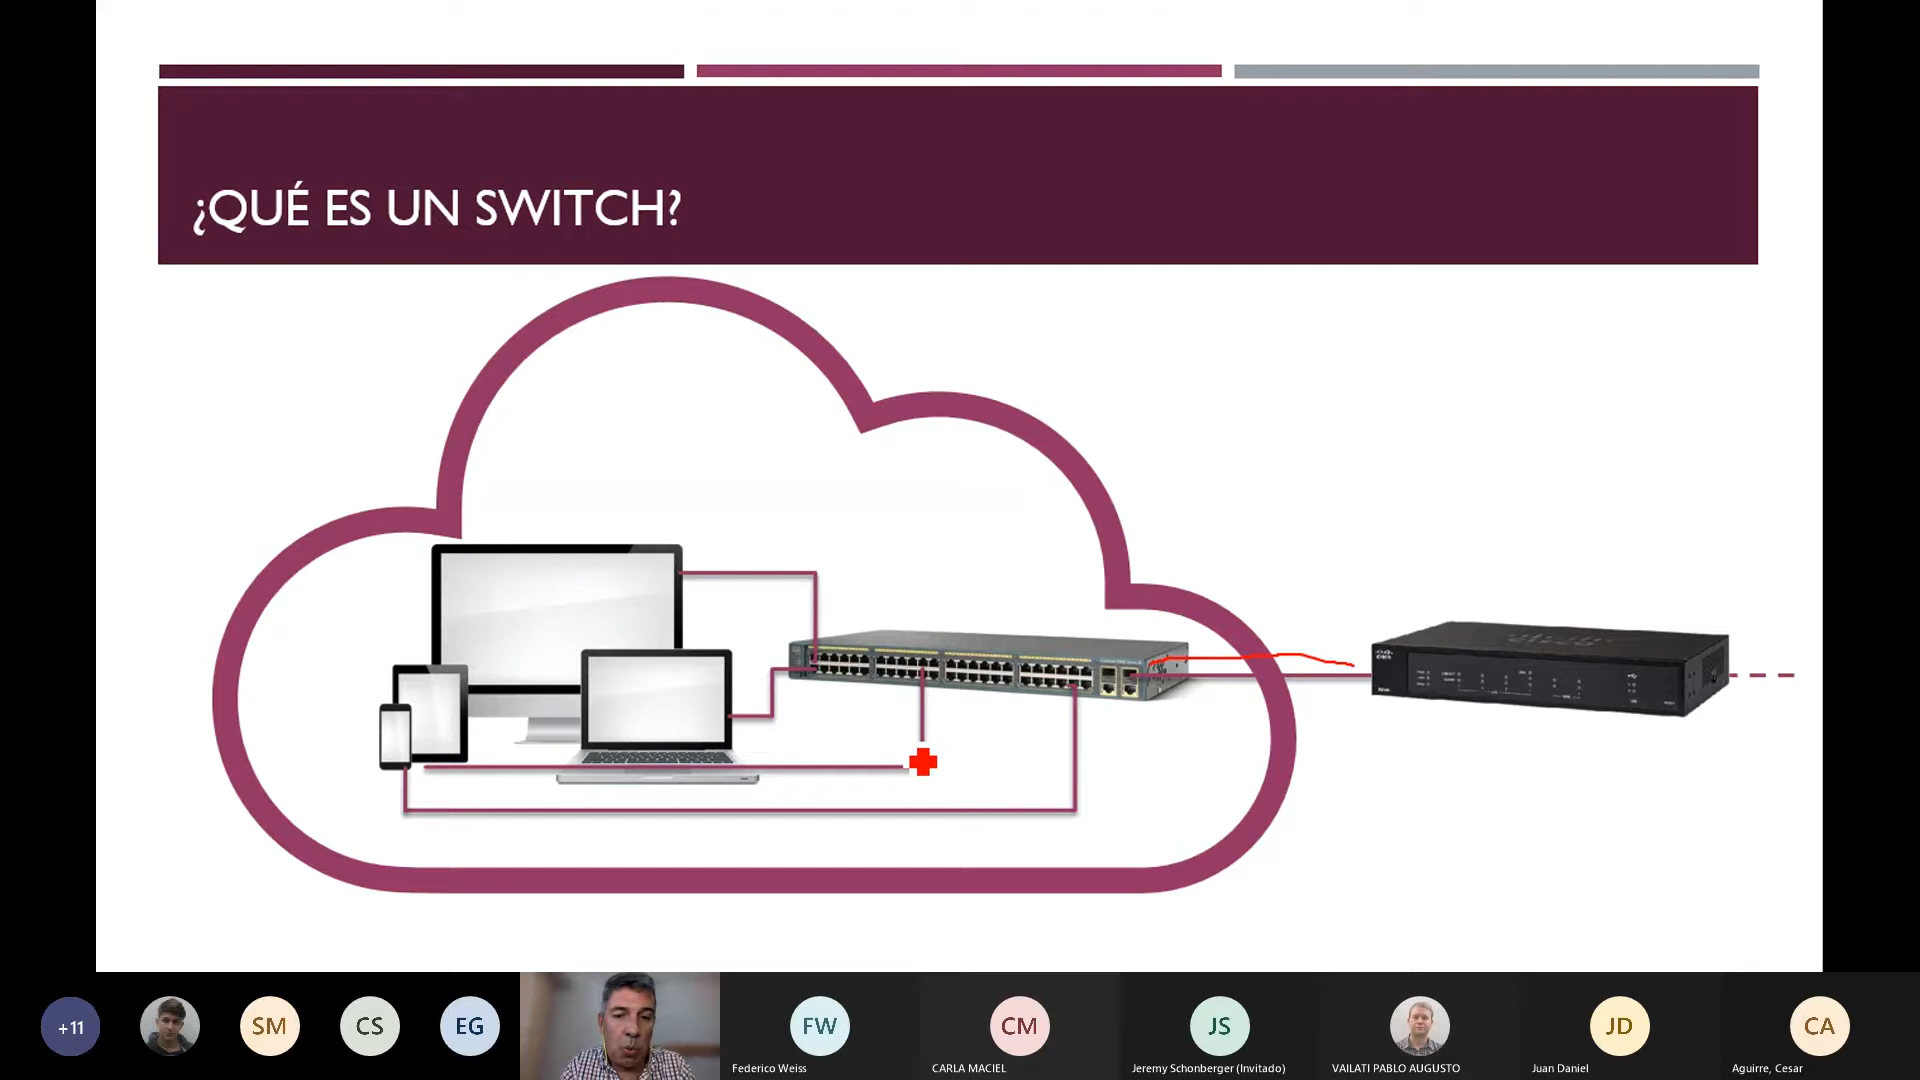 ¿QUÉ ES UN SWITCH?
+11
SM
CS
EG
FW
CM
JS
JD
CA
Federico Weiss
CARLA MACIEL
Jeremy Schonberger (Invitado)
VAILATI PABLO AUGUSTO
Juan Daniel
Aguirre, Cesar